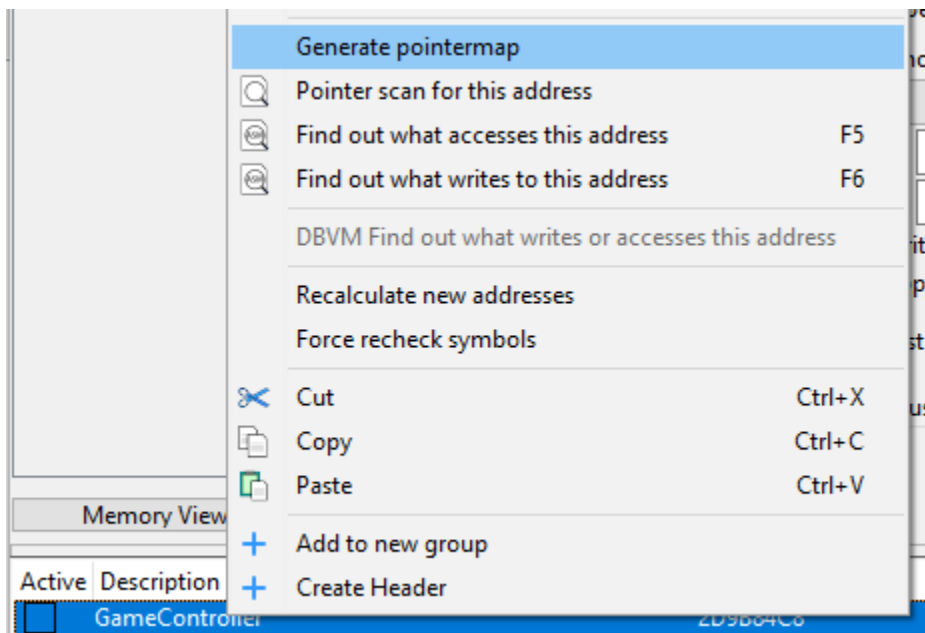 Generate pointermap
Pointer scan for this address
Find out what accesses this address F5
Find out what writes to this address F6
DBVM Find out what writes or accesses this address
Recalculate new addresses
Force recheck symbols
Cut Ctrl+X
Copy Ctrl+C
Paste Ctrl+V
Memory View
Add to new group
Active Description
Create Header
GameController 2D9B84C8